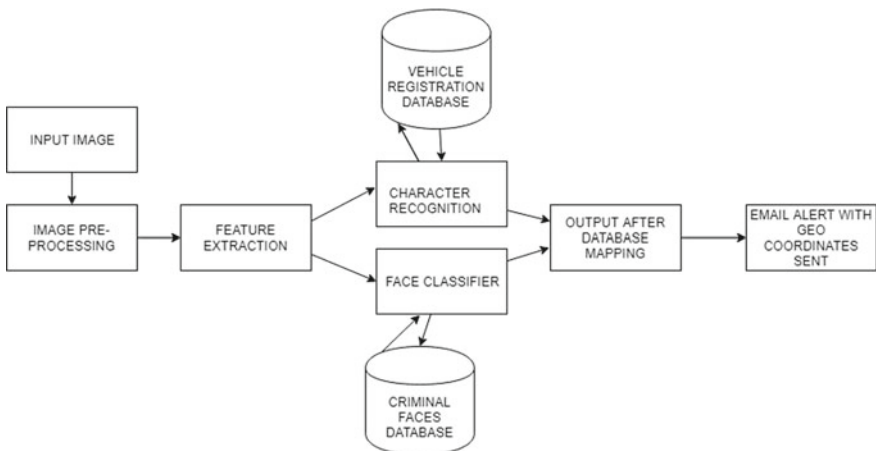 VEHICLE
REGISTRATION
DATABASE
INPUT IMAGE
CHARACTER
RECOGNITION
IMAGE PRE-
PROCESSING
FEATURE
EXTRACTION
OUTPUT AFTER
DATABASE
MAPPING
EMAIL ALERT WITH
GEO
COORDINATES
SENT
FACE CLASSIFIER
CRIMINAL
FACES
DATABASE